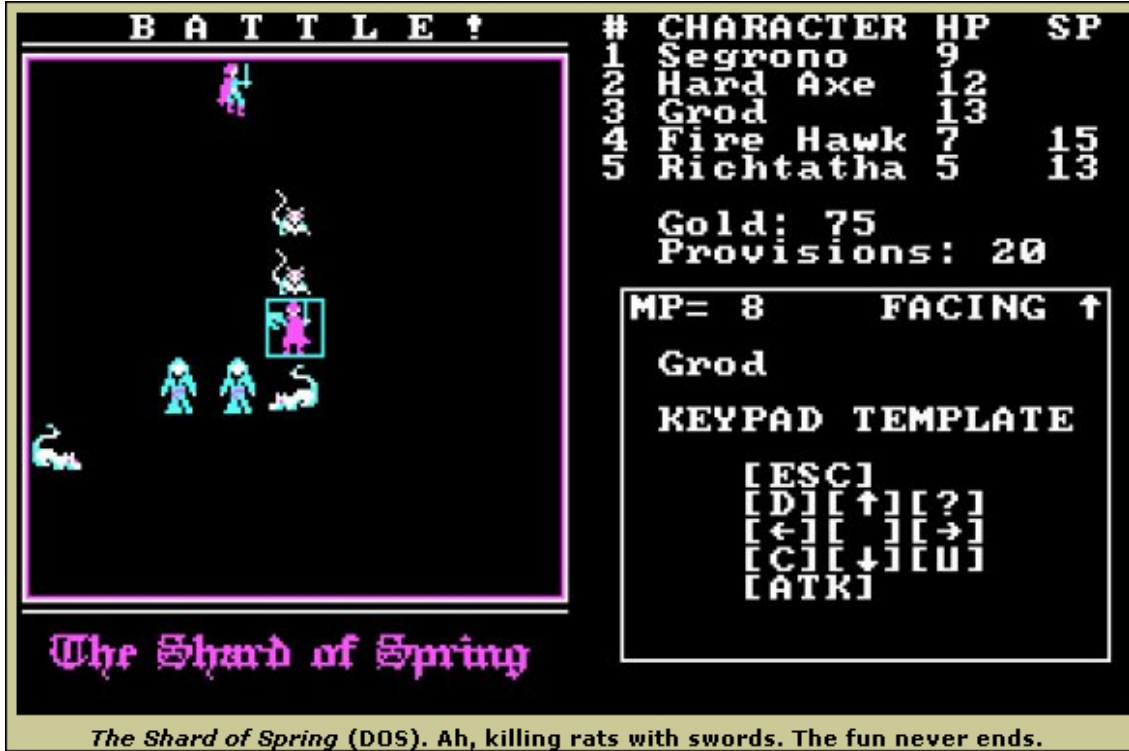 BATTLE!
# CHARACTER HP SP
1 Segrono 9
2 Hard Axe 12
3 Grod 13
4 Fire Hawk 7 15
5 Richtatha 5 13
Gold: 75
Provisions: 20
MP= 8 FACING ↑
Grod
KEYPAD TEMPLATE
[ESC]
[D][↑][?]
[←][ ][→]
[C][↓][U]
[ATK]
The Shard of Spring
The Shard of Spring (DOS). Ah, killing rats with swords. The fun never ends.